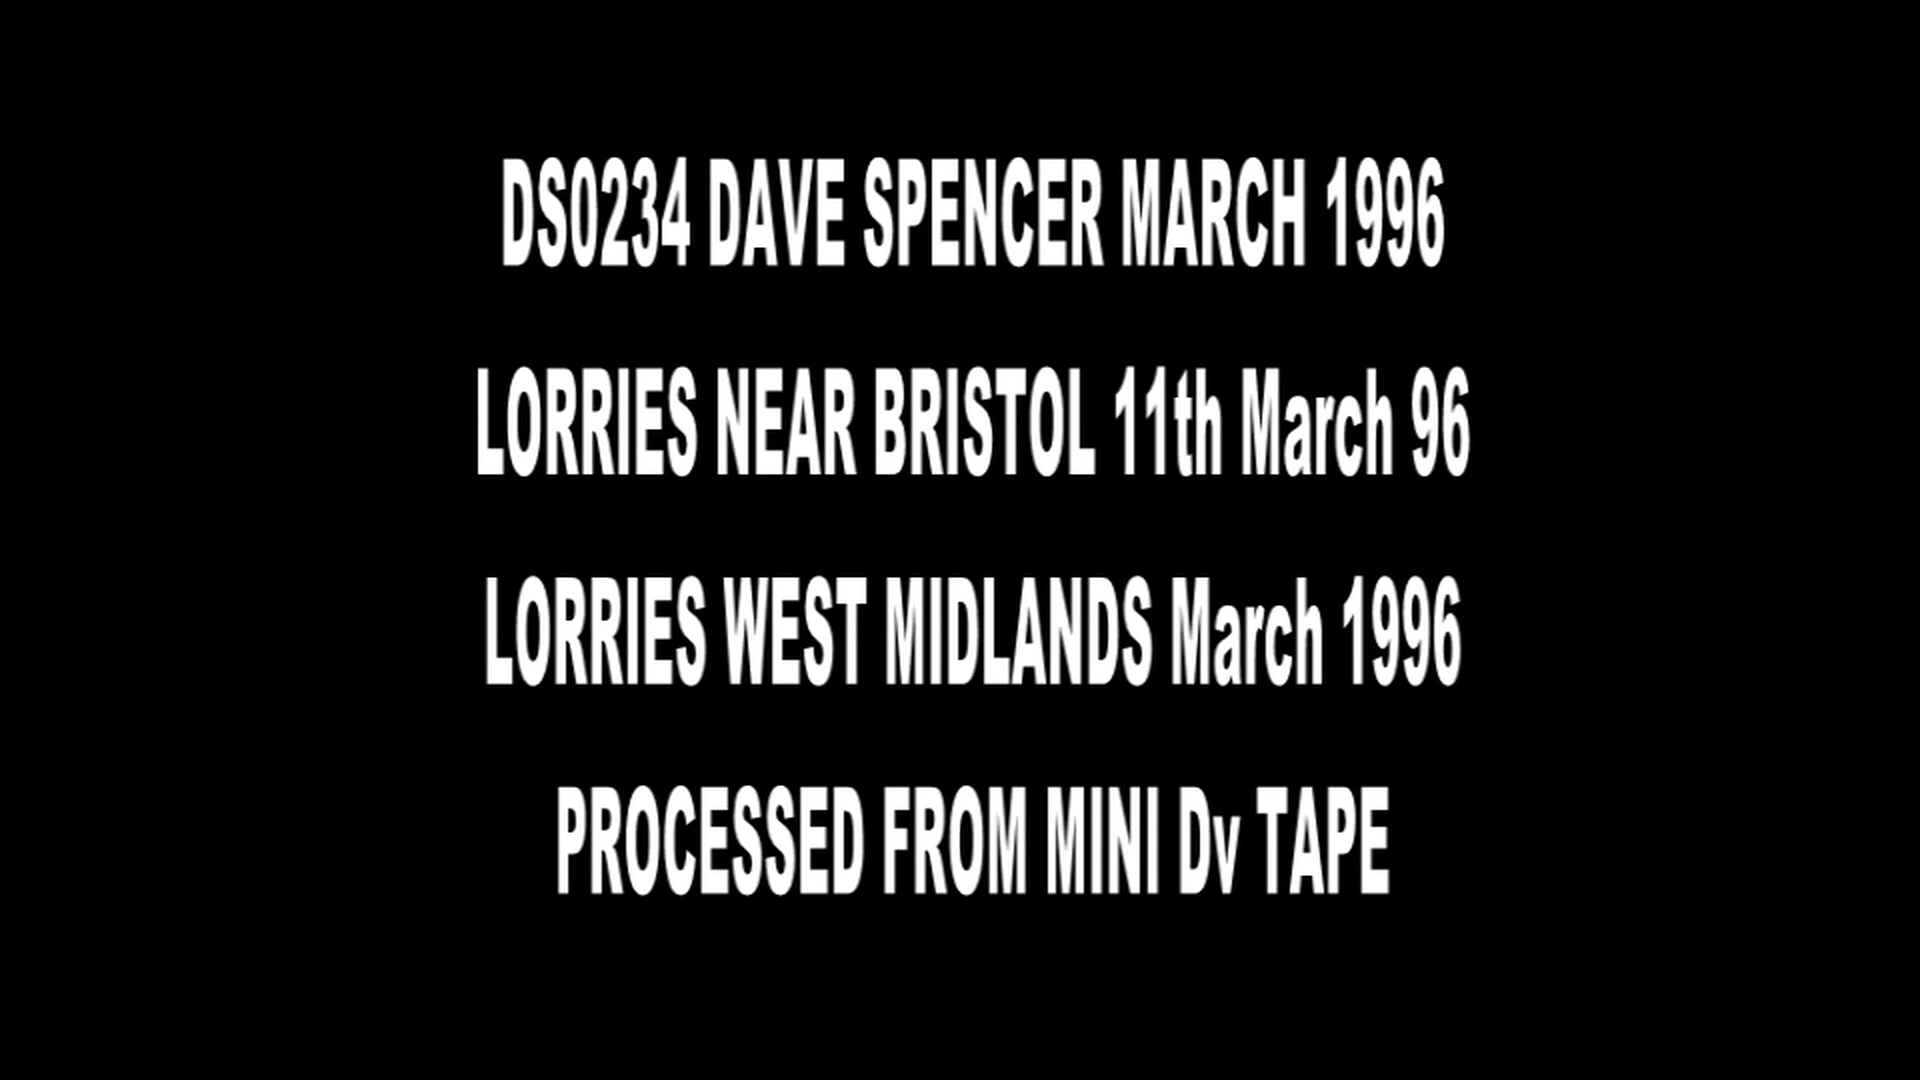 DS0234 DAVE SPENCER MARCH 1996
LORRIES NEAR BRISTOL 11th March 96
LORRIES WEST MIDLANDS March 1996
PROCESSED FROM MINI Dv TAPE